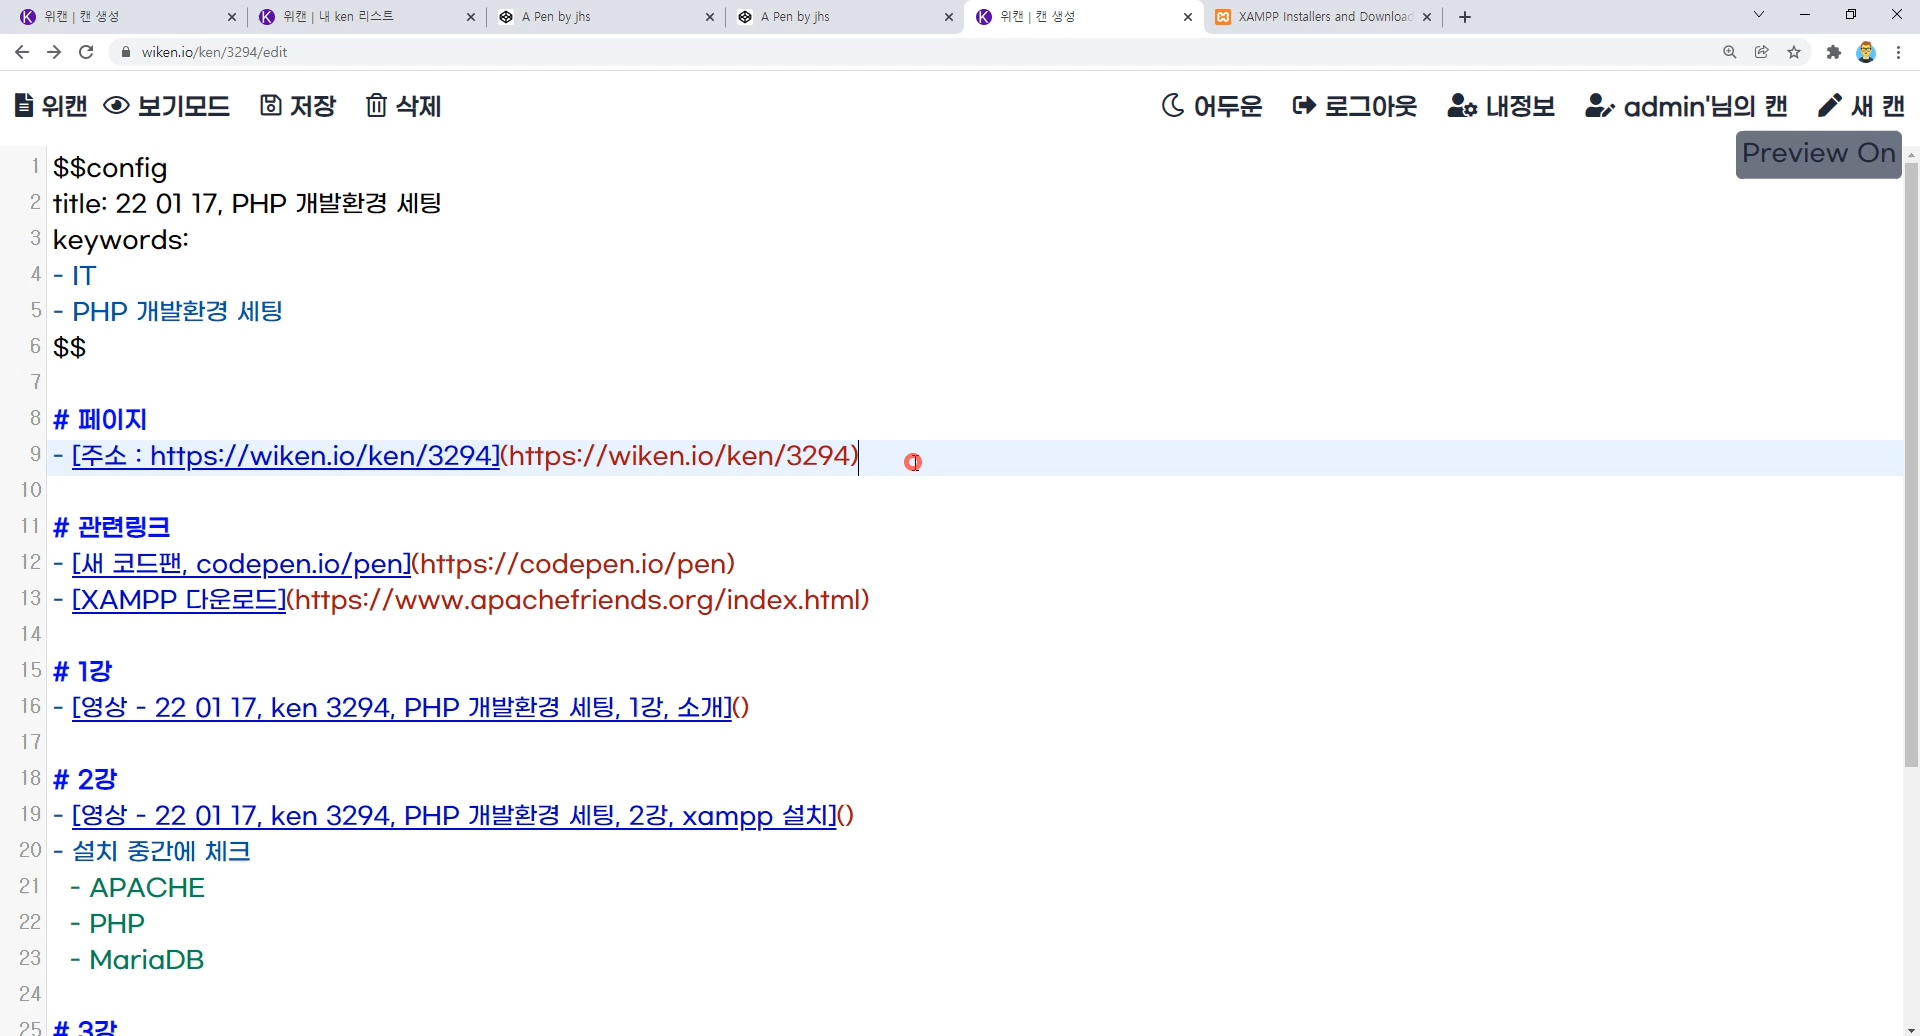 위캔 | 캔 생성
위캔 | 내 ken 리스트
A Pen by jhs
A Pen by jhs
위캔 | 캔 생성
XAMPP Installers and Download
wiken.io/ken/3294/edit
위캔 보기모드 저장 삭제 어두운 로그아웃 내정보 admin'님의 캔 새 캔
Preview On
1 $$config
2 title: 22 01 17, PHP 개발환경 세팅
3 keywords:
4 - IT
5 - PHP 개발환경 세팅
6 $$
7
8 # 페이지
9 - [주소 : https://wiken.io/ken/3294](https://wiken.io/ken/3294)
10
11 # 관련링크
12 - [새 코드팬, codepen.io/pen](https://codepen.io/pen)
13 - [XAMPP 다운로드](https://www.apachefriends.org/index.html)
14
15 # 1강
16 - [영상 - 22 01 17, ken 3294, PHP 개발환경 세팅, 1강, 소개]()
17
18 # 2강
19 - [영상 - 22 01 17, ken 3294, PHP 개발환경 세팅, 2강, xampp 설치]()
20 - 설치 중간에 체크
21 - APACHE
22 - PHP
23 - MariaDB
24
25 # 3강